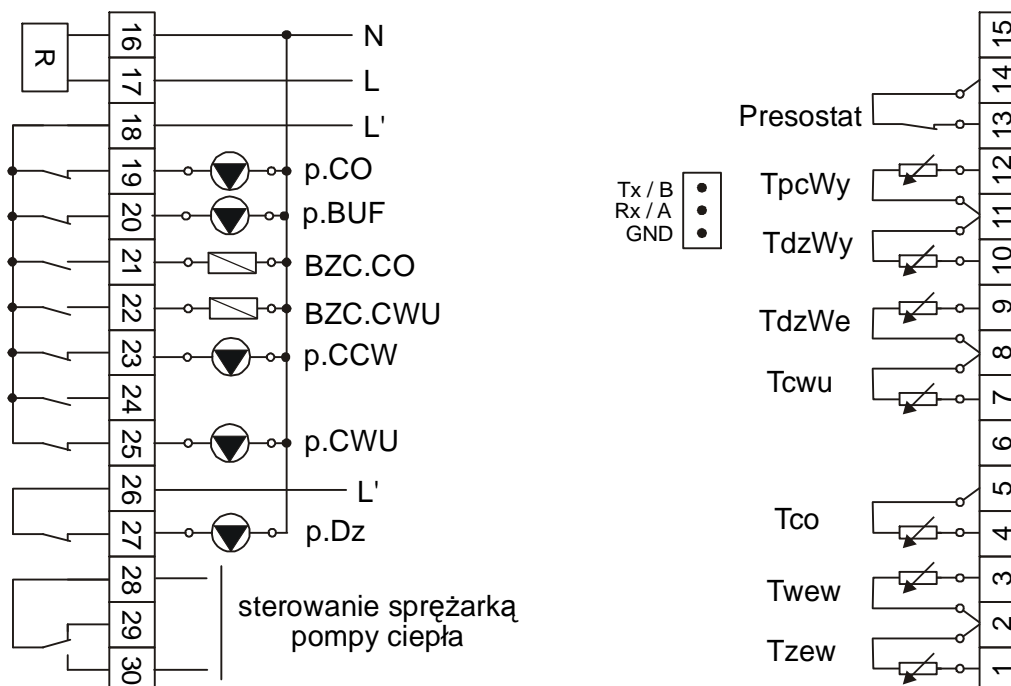 R
16 N
17 L
18 L'
19 p.CO
20 p.BUF
21 BZC.CO
22 BZC.CWU
23 p.CCW
24
25 p.CWU
26 L'
27 p.Dz
28
29
30
sterowanie sprężarką
pompy ciepła
Tx / B
Rx / A
GND
15
14
Presostat 13
TpcWy 12
11
TdzWy 10
TdzWe 9
8
Tcwu 7
6
5
Tco 4
Twew 3
2
Tzew 1